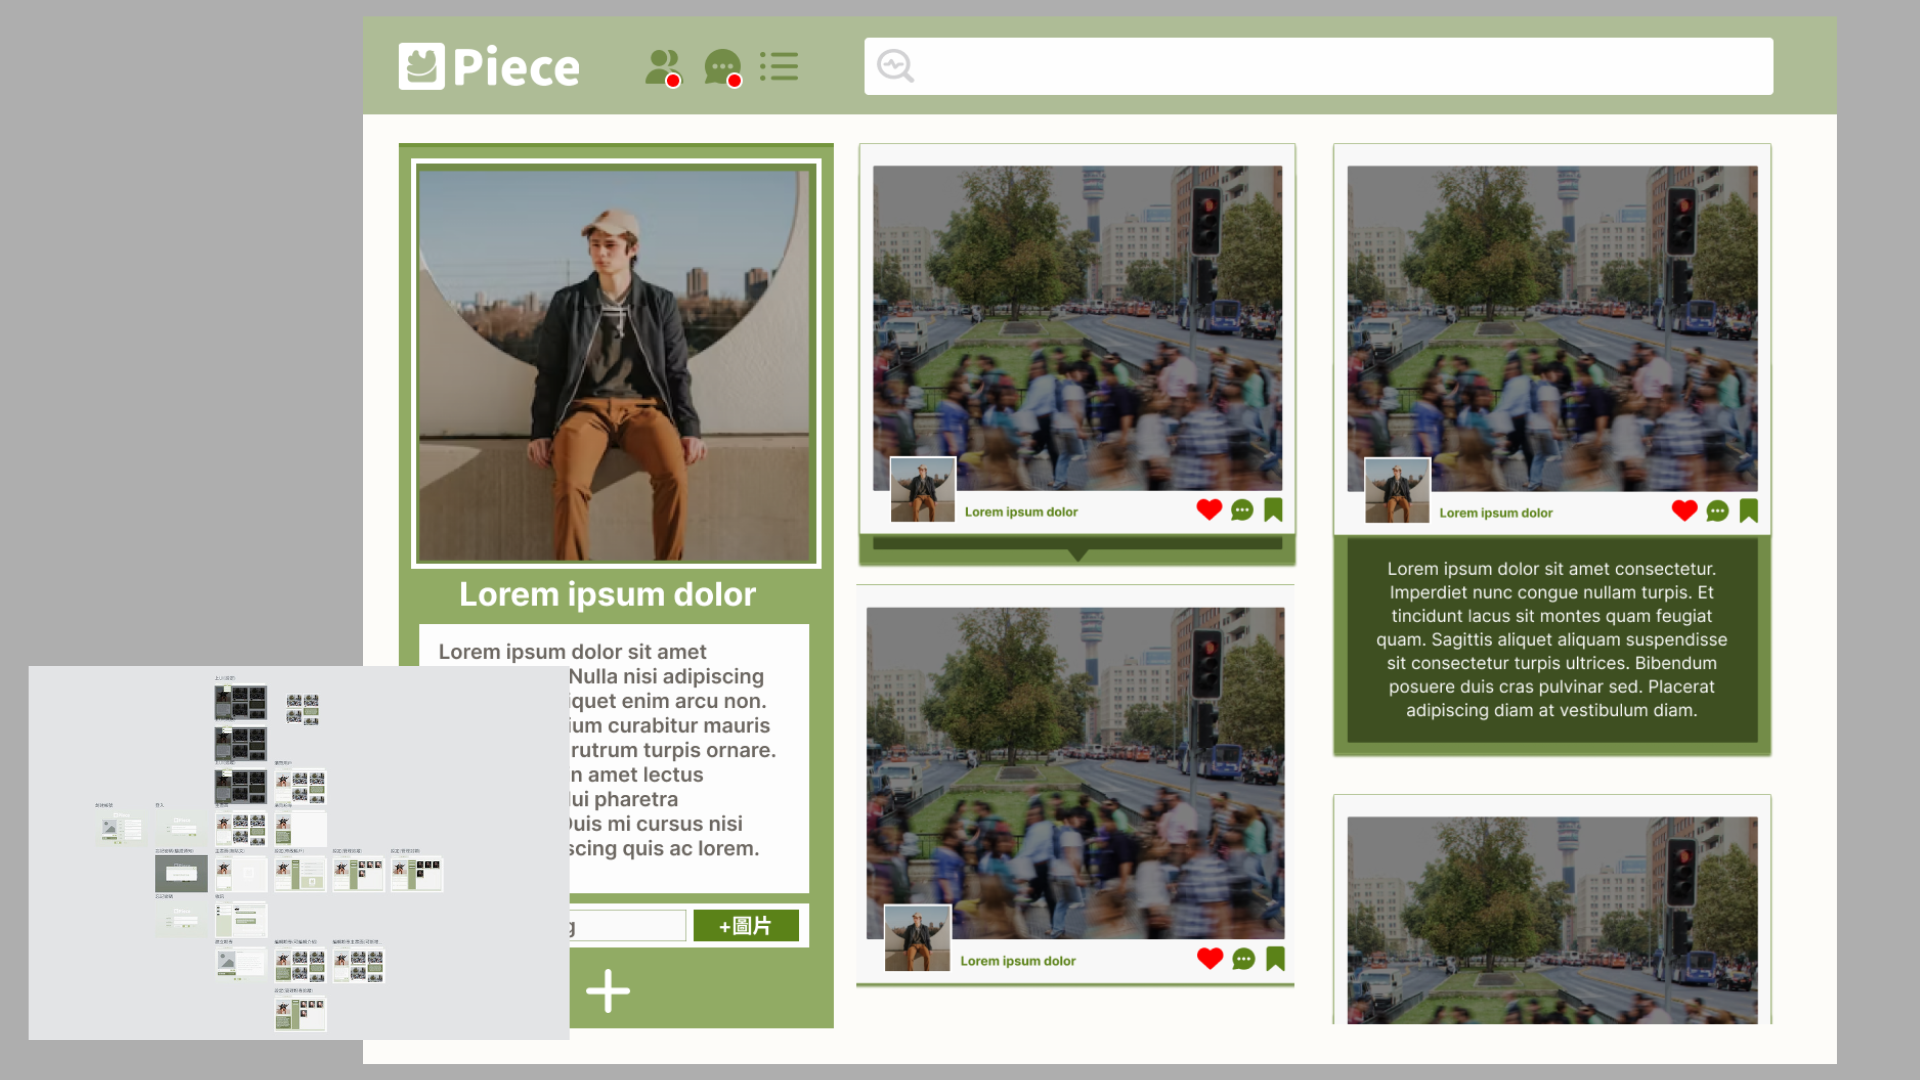 Piece
Lorem ipsum dolor
Lorem ipsum dolor sit amet
Nulla nisi adipiscing
iquet enim arcu non.
ium curabitur mauris
rutrum turpis ornare.
n amet lectus
lui pharetra
Duis mi cursus nisi
scing quis ac lorem.
g
+圖片
Lorem ipsum dolor
Lorem ipsum dolor
Lorem ipsum dolor
Lorem ipsum dolor sit amet consectetur.
Imperdiet nunc congue nullam turpis. Et
tincidunt lacus sit montes quam feugiat
quam. Sagittis aliquet aliquam suspendisse
sit consectetur turpis ultrices. Bibendum
posuere duis cras pulvinar sed. Placerat
adipiscing diam at vestibulum diam.